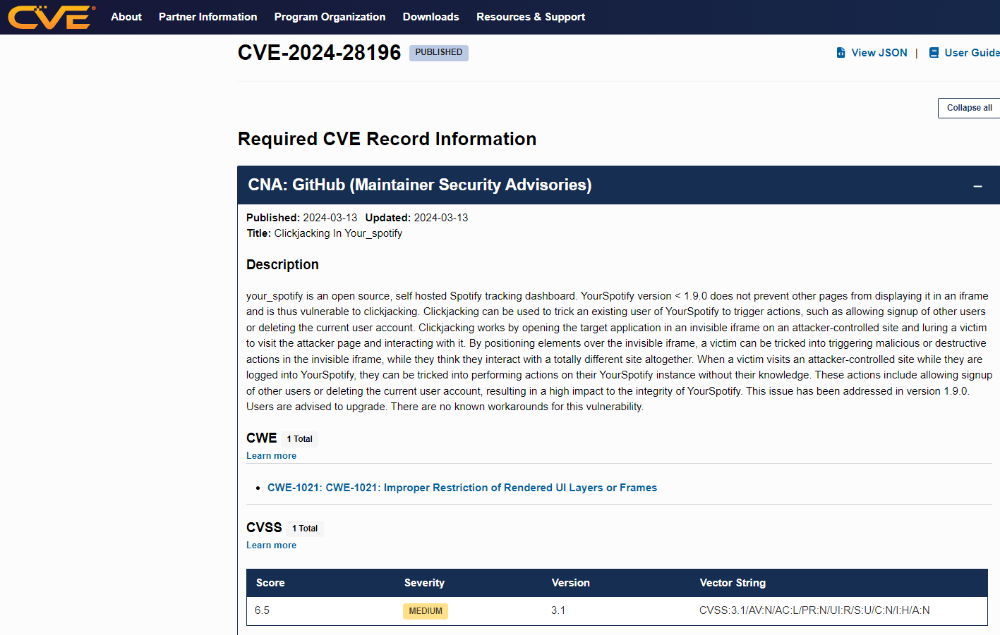 CVE
About Partner Information Program Organization Downloads Resources & Support
CVE-2024-28196 PUBLISHED
View JSON | User Guide
Collapse all
Required CVE Record Information
CNA: GitHub (Maintainer Security Advisories)
Published: 2024-03-13 Updated: 2024-03-13
Title: Clickjacking In Your_spotify
Description
your_spotify is an open source, self hosted Spotify tracking dashboard. YourSpotify version < 1.9.0 does not prevent other pages from displaying it in an iframe
and is thus vulnerable to clickjacking. Clickjacking can be used to trick an existing user of YourSpotify to trigger actions, such as allowing signup of other users
or deleting the current user account. Clickjacking works by opening the target application in an invisible iframe on an attacker-controlled site and luring a victim
to visit the attacker page and interacting with it. By positioning elements over the invisible iframe, a victim can be tricked into triggering malicious or destructive
actions in the invisible iframe, while they think they interact with a totally different site altogether. When a victim visits an attacker-controlled site while they are
logged into YourSpotify, they can be tricked into performing actions on their YourSpotify instance without their knowledge. These actions include allowing signup
of other users or deleting the current user account, resulting in a high impact to the integrity of YourSpotify. This issue has been addressed in version 1.9.0.
Users are advised to upgrade. There are no known workarounds for this vulnerability.
CWE 1 Total
Learn more
• CWE-1021: CWE-1021: Improper Restriction of Rendered UI Layers or Frames
CVSS 1 Total
Learn more
Score Severity Version Vector String
6.5 MEDIUM 3.1 CVSS:3.1/AV:N/AC:L/PR:N/UI:R/S:U/C:N/I:H/A:N